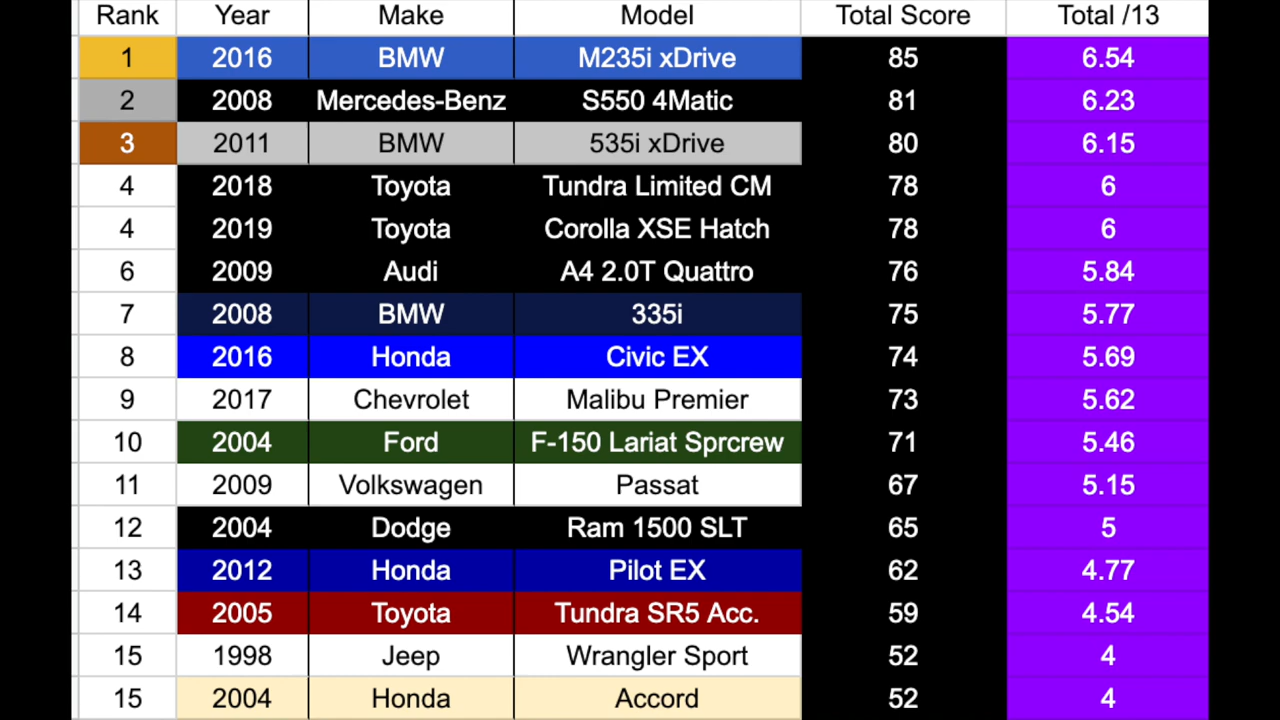 Rank Year Make Model Total Score Total /13
1 2016 BMW M235i xDrive 85 6.54
2 2008 Mercedes-Benz S550 4Matic 81 6.23
3 2011 BMW 535i xDrive 80 6.15
4 2018 Toyota Tundra Limited CM 78 6
4 2019 Toyota Corolla XSE Hatch 78 6
6 2009 Audi A4 2.0T Quattro 76 5.84
7 2008 BMW 335i 75 5.77
8 2016 Honda Civic EX 74 5.69
9 2017 Chevrolet Malibu Premier 73 5.62
10 2004 Ford F-150 Lariat Sprcrew 71 5.46
11 2009 Volkswagen Passat 67 5.15
12 2004 Dodge Ram 1500 SLT 65 5
13 2012 Honda Pilot EX 62 4.77
14 2005 Toyota Tundra SR5 Acc. 59 4.54
15 1998 Jeep Wrangler Sport 52 4
15 2004 Honda Accord 52 4